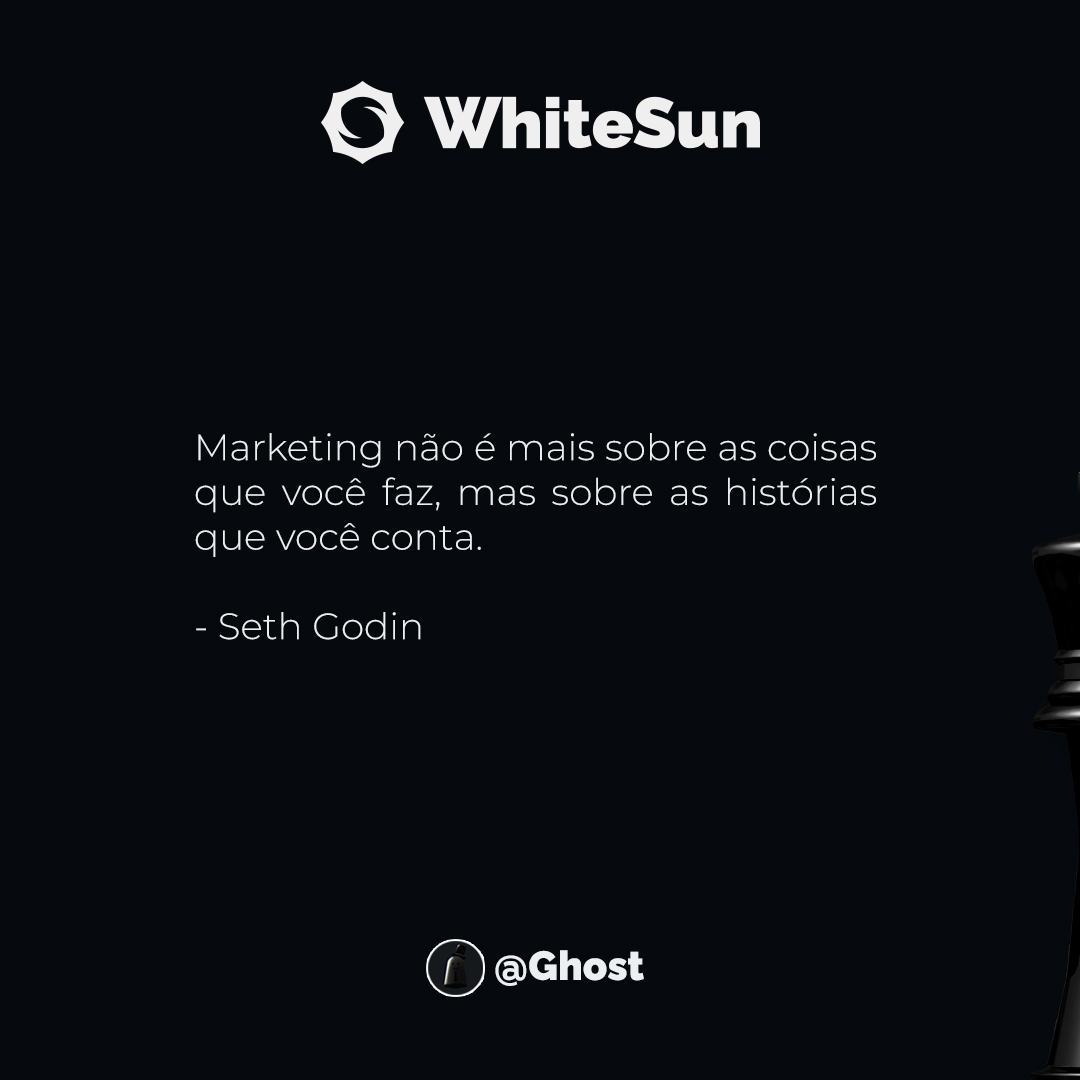 WhiteSun
Marketing não é mais sobre as coisas
que você faz, mas sobre as histórias
que você conta.
- Seth Godin
@Ghost